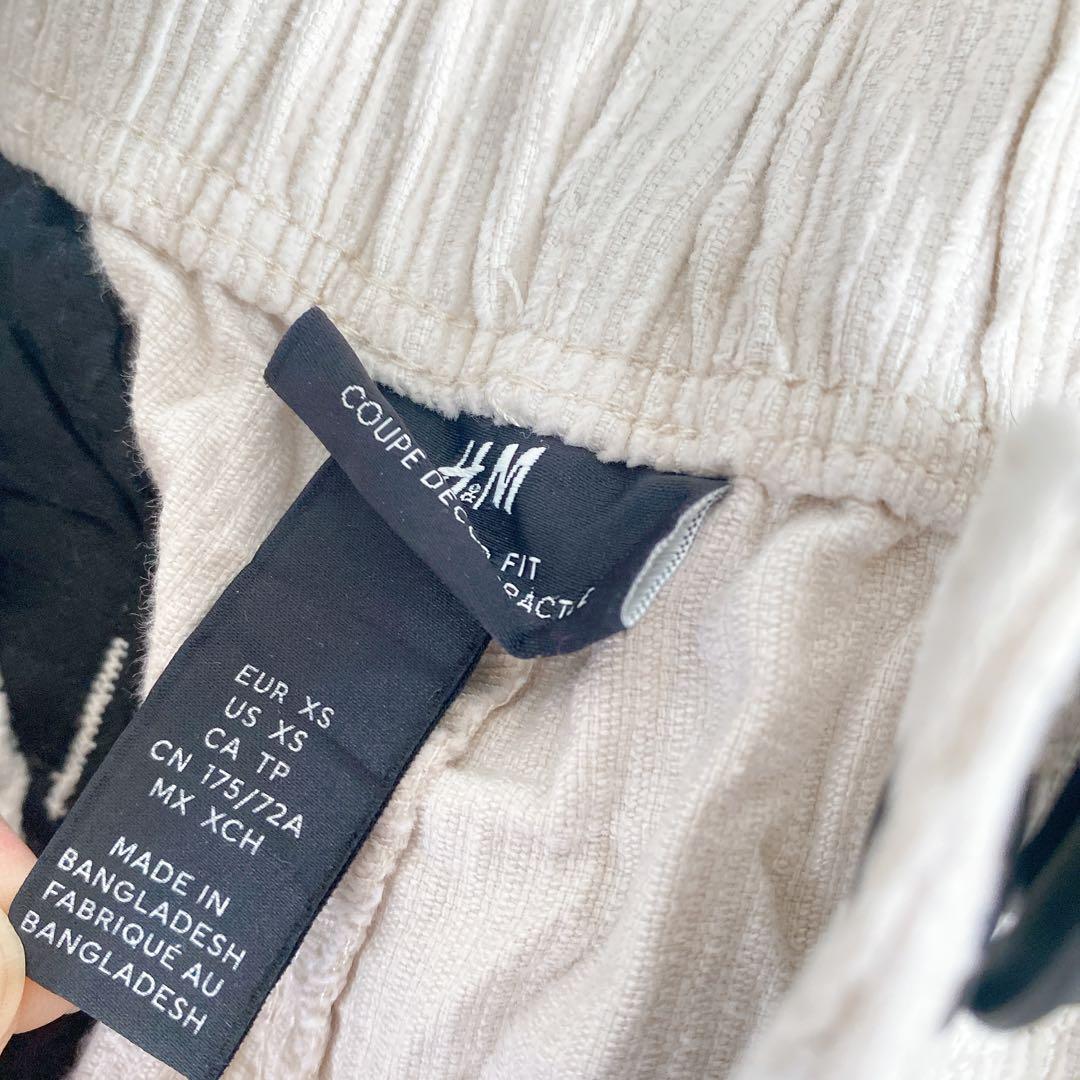 H&M
FIT
COUPE
EUR XS
US XS
CA TP
CN 175/72A
MX XCH
MADE IN
BANGLADESH
FABRIQUÉ AU
BANGLADESH